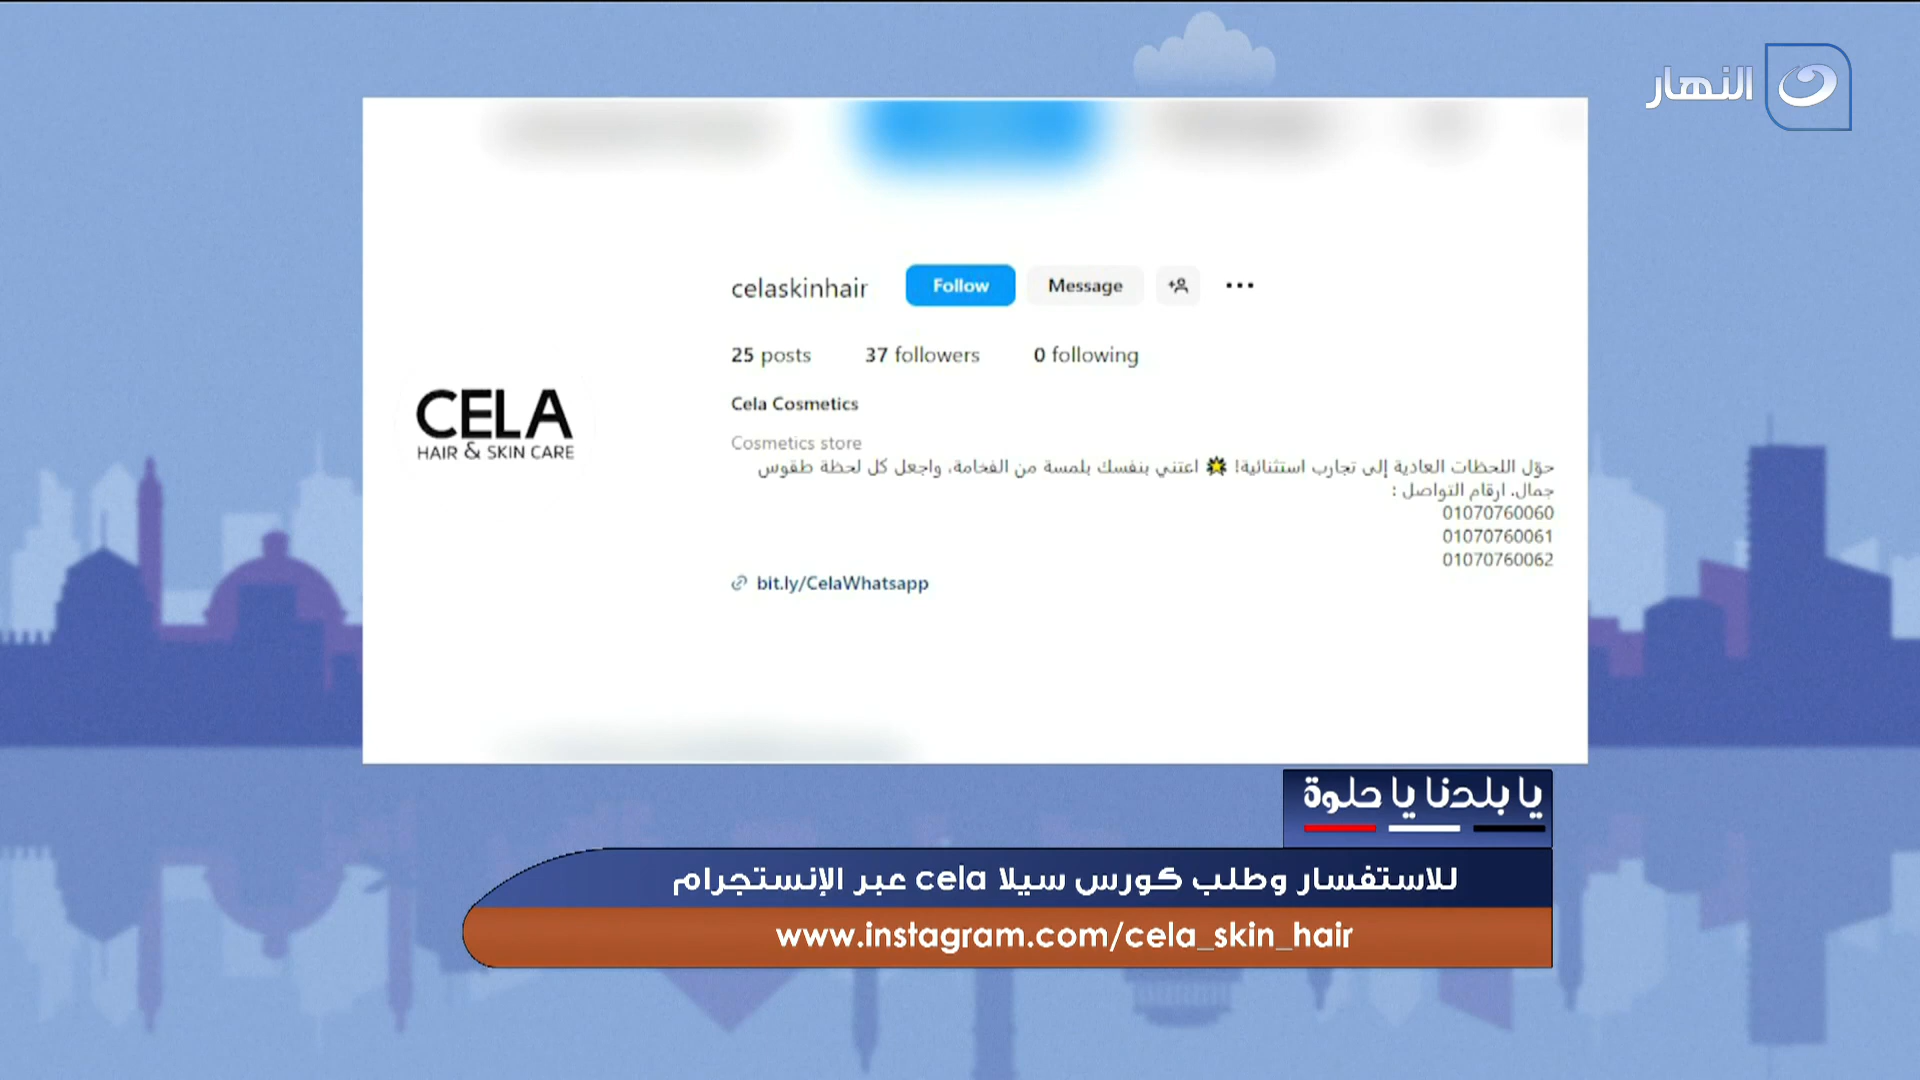 النهار
celaskinhair
Follow
Message
25 posts
37 followers
0 following
CELA
HAIR & SKIN CARE
Cela Cosmetics
Cosmetics store
حوّل اللحظات العادية إلى تجارب استثنائية! 🌟 اعتني بنفسك بلمسة من الفخامة، واجعل كل لحظة طقوس
جمال. ارقام التواصل :
01070760060
01070760061
01070760062
bit.ly/CelaWhatsapp
يا بلدنا يا حلوة
للاستفسار وطلب كورس سيلا cela عبر الإنستجرام
www.instagram.com/cela_skin_hair